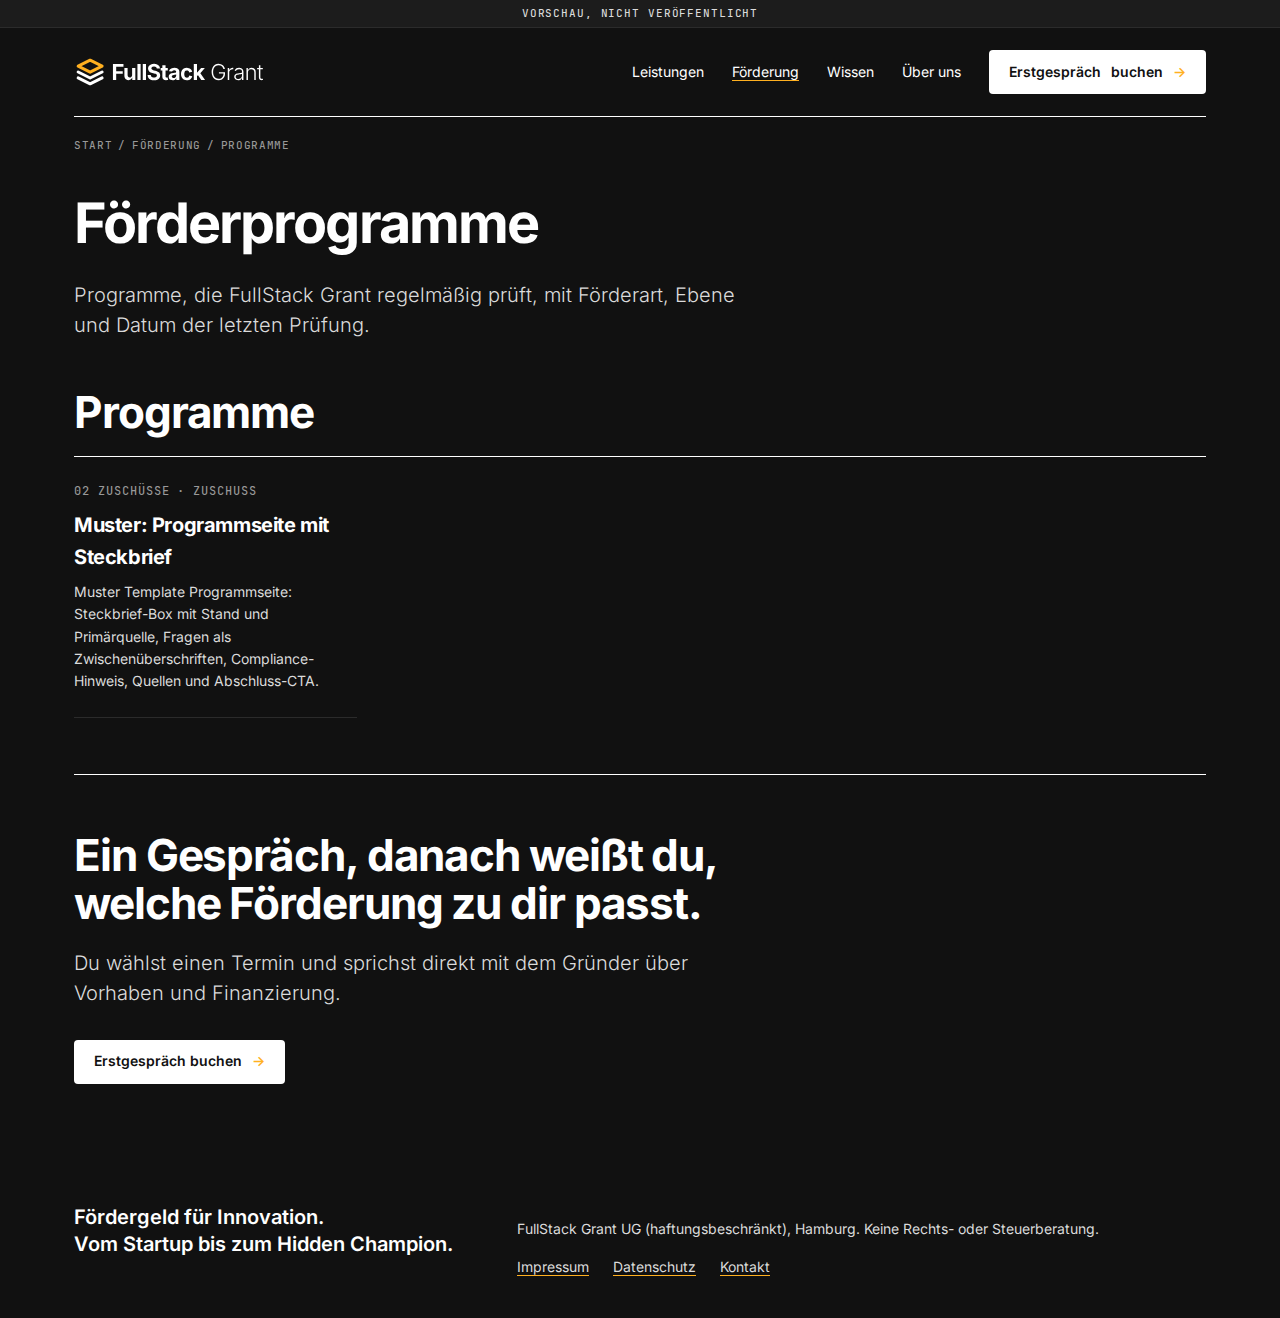 VORSCHAU, NICHT VERÖFFENTLICHT
FullStack Grant
Leistungen Förderung Wissen Über uns Erstgespräch buchen →
START / FÖRDERUNG / PROGRAMME
Förderprogramme
Programme, die FullStack Grant regelmäßig prüft, mit Förderart, Ebene
und Datum der letzten Prüfung.
Programme
02 ZUSCHÜSSE · ZUSCHUSS
Muster: Programmseite mit
Steckbrief
Muster Template Programmseite:
Steckbrief-Box mit Stand und
Primärquelle, Fragen als
Zwischenüberschriften, Compliance-
Hinweis, Quellen und Abschluss-CTA.
Ein Gespräch, danach weißt du,
welche Förderung zu dir passt.
Du wählst einen Termin und sprichst direkt mit dem Gründer über
Vorhaben und Finanzierung.
Erstgespräch buchen →
Fördergeld für Innovation.
Vom Startup bis zum Hidden Champion.
FullStack Grant UG (haftungsbeschränkt), Hamburg. Keine Rechts- oder Steuerberatung.
Impressum Datenschutz Kontakt